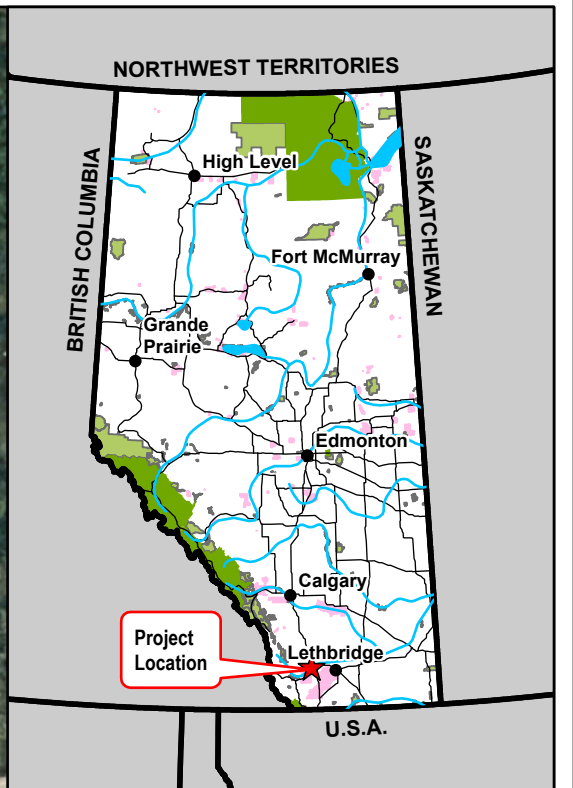 NORTHWEST TERRITORIES
BRITISH COLUMBIA
SASKATCHEWAN
High Level
Fort McMurray
Grande
Prairie
Edmonton
Calgary
Project
Location
Lethbridge
U.S.A.